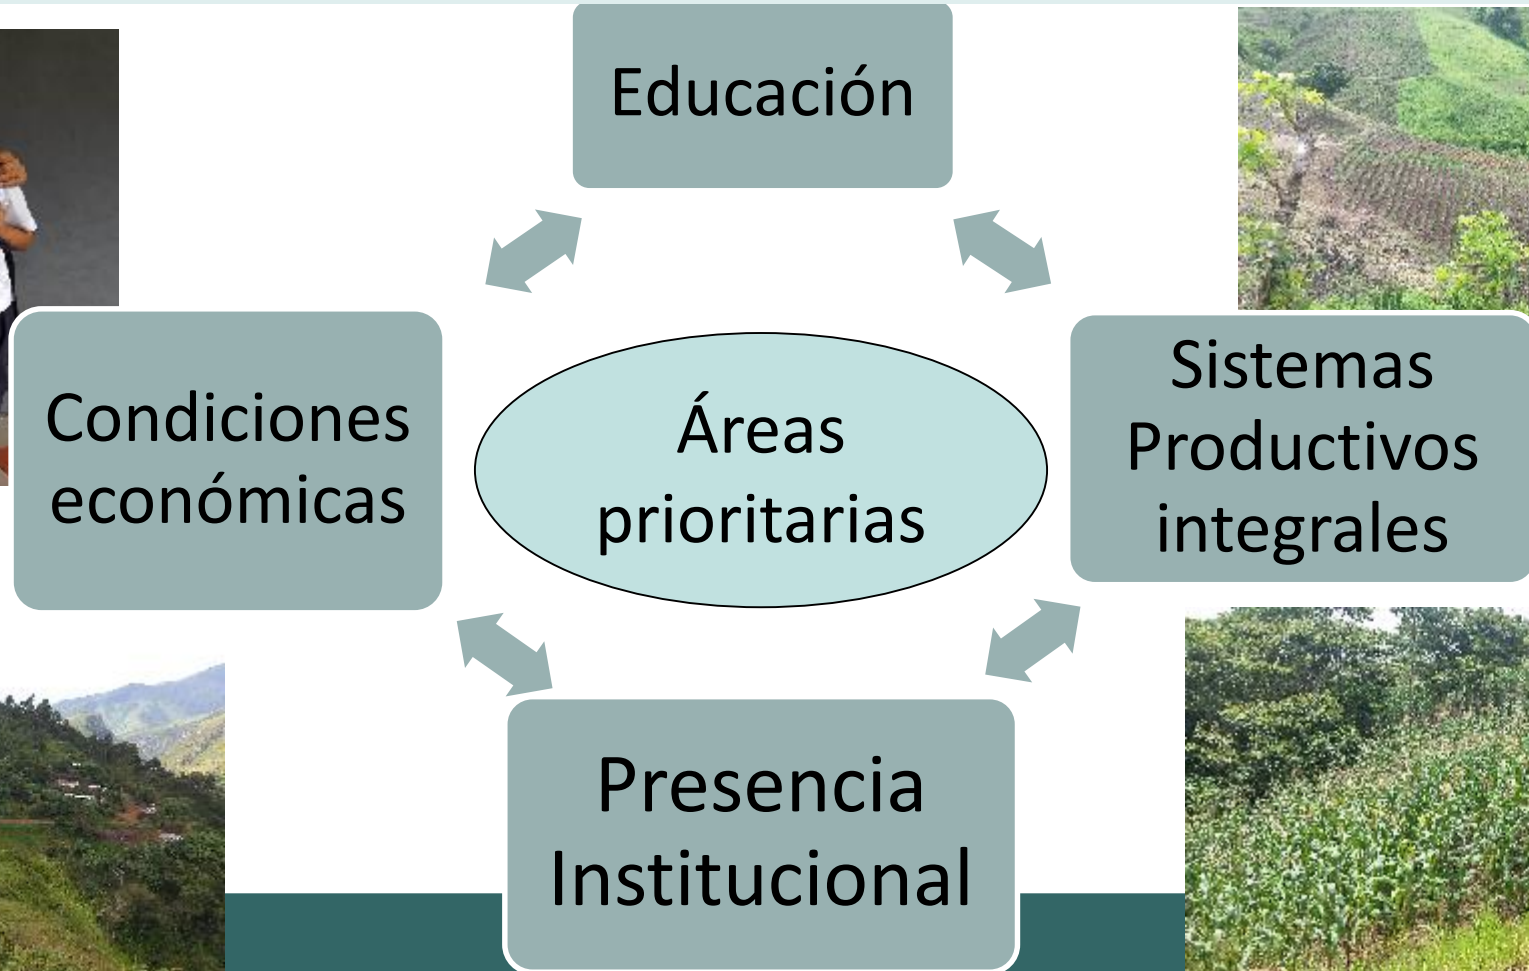 Educación
Condiciones
económicas
Áreas
prioritarias
Sistemas
Productivos
integrales
Presencia
Institucional